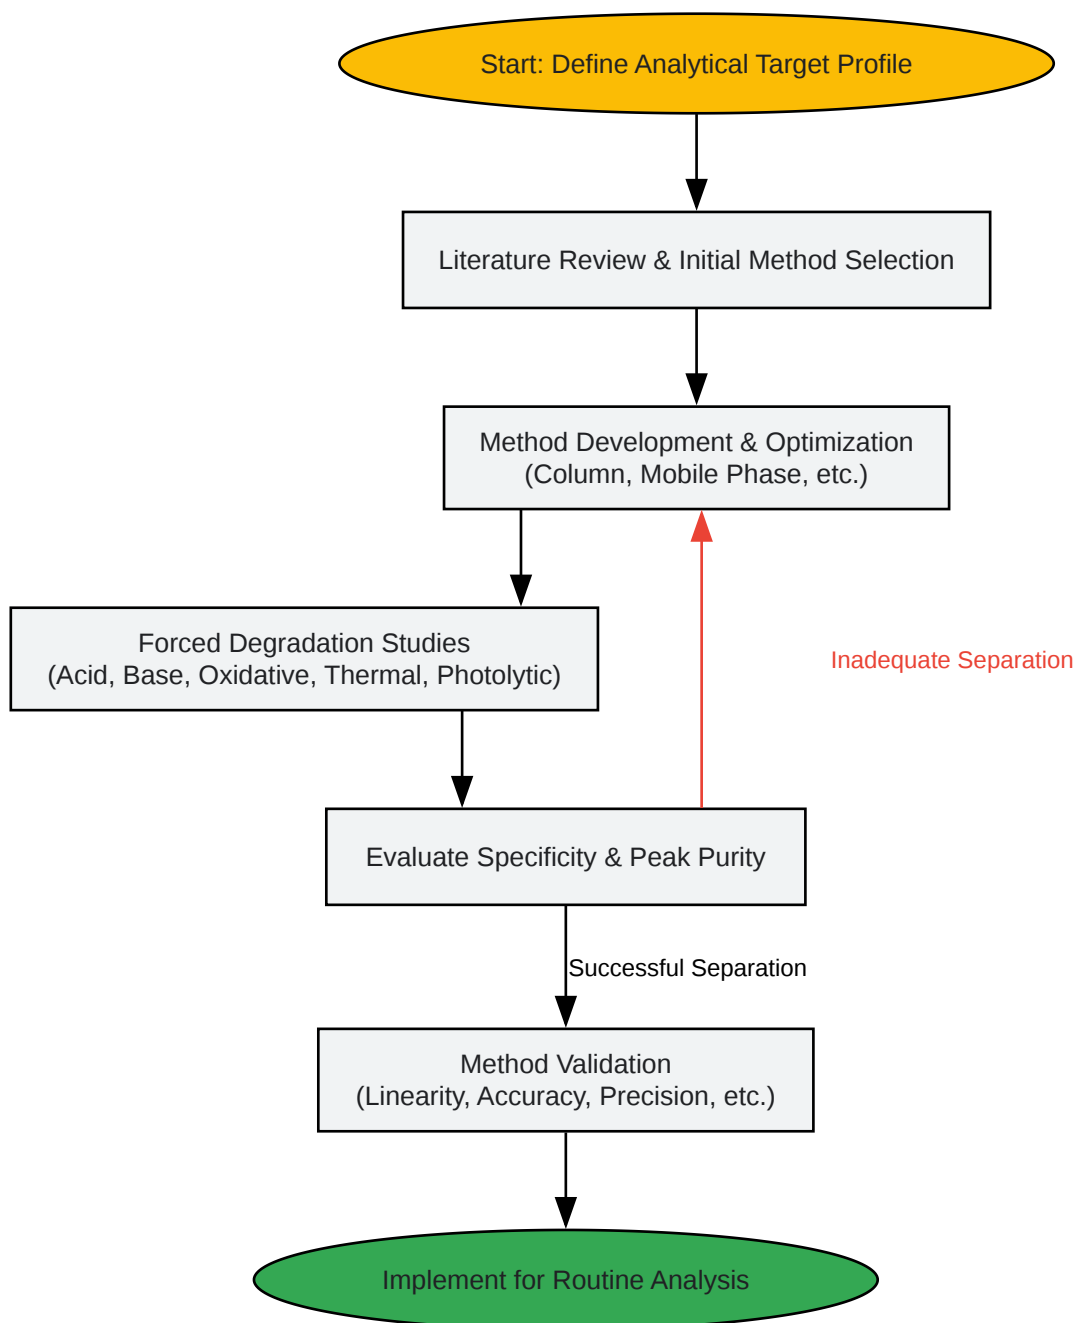 Start: Define Analytical Target Profile
Literature Review & Initial Method Selection
Method Development & Optimization
(Column, Mobile Phase, etc.)
Forced Degradation Studies
(Acid, Base, Oxidative, Thermal, Photolytic)
Inadequate Separation
Evaluate Specificity & Peak Purity
Successful Separation
Method Validation
(Linearity, Accuracy, Precision, etc.)
Implement for Routine Analysis